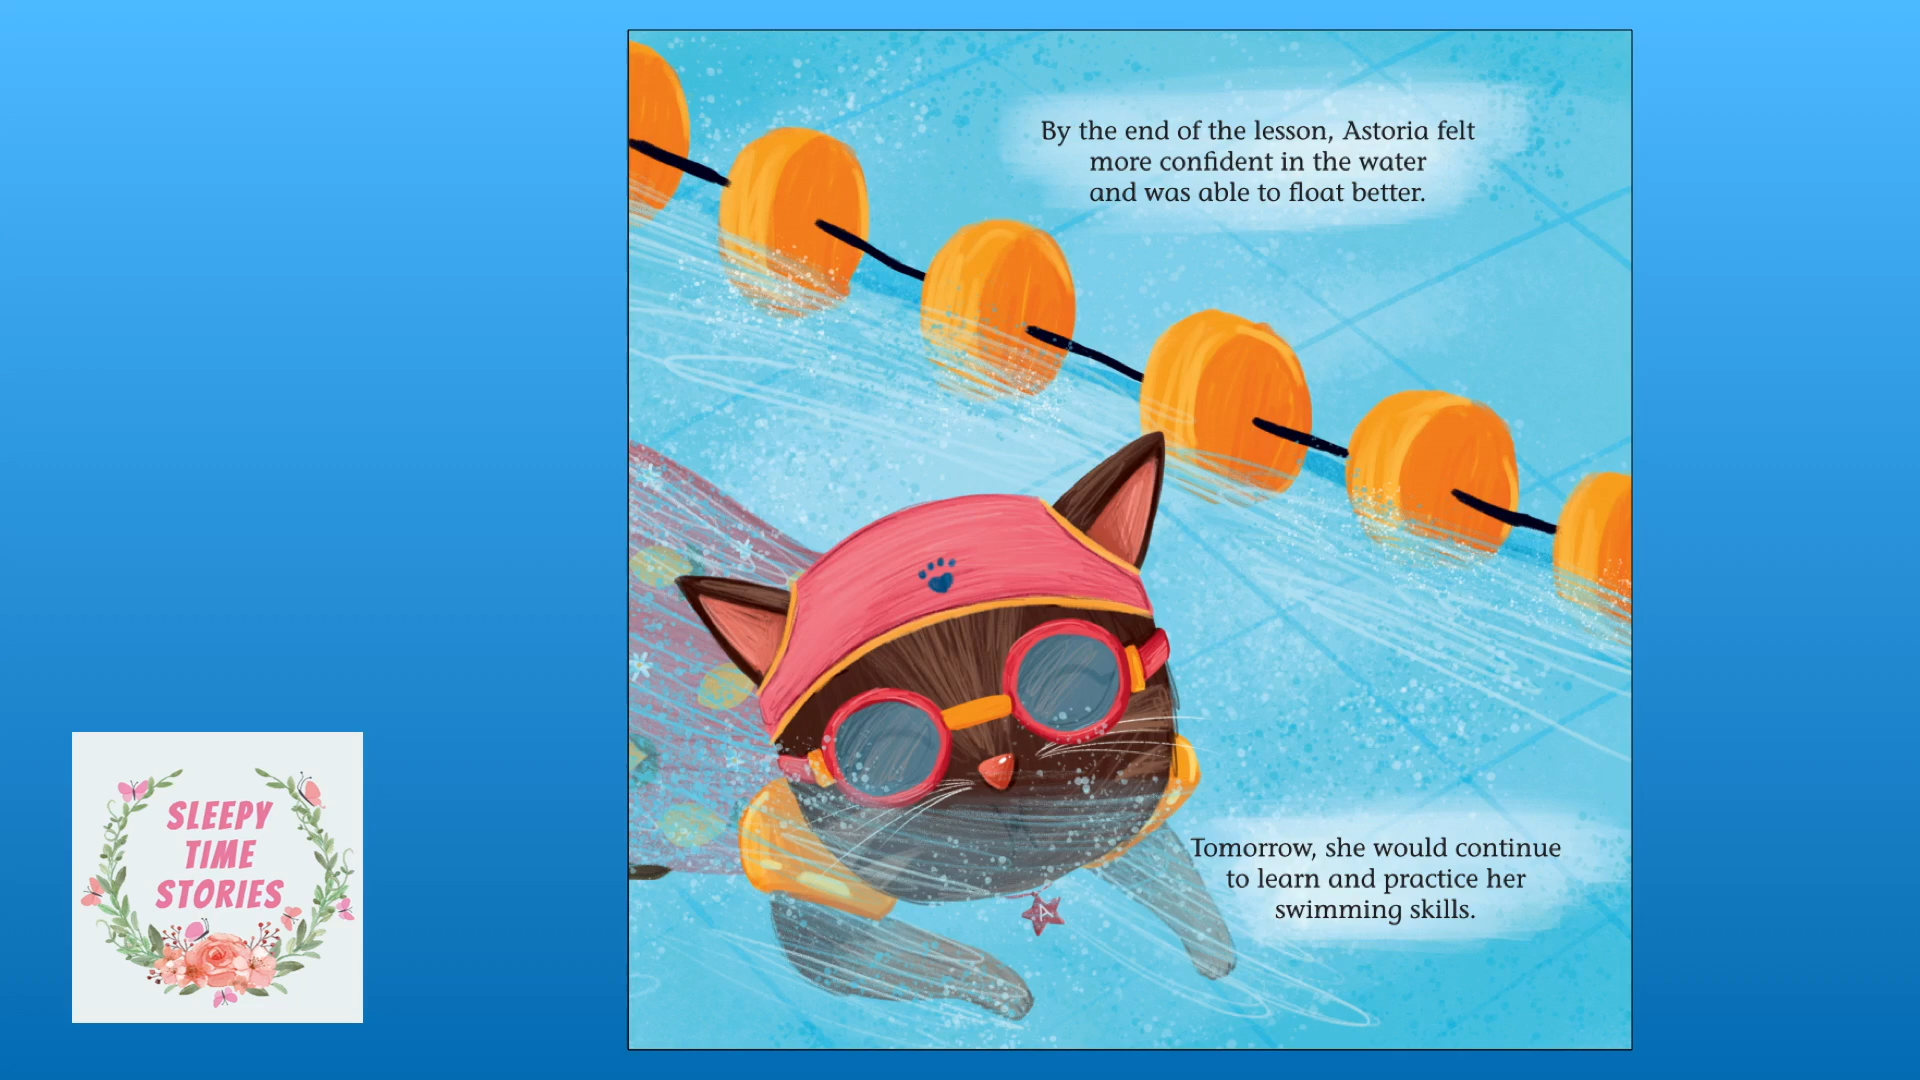 By the end of the lesson, Astoria felt
more confident in the water
and was able to float better.
A
Tomorrow, she would continue
to learn and practice her
swimming skills.
SLEEPY
TIME
STORIES